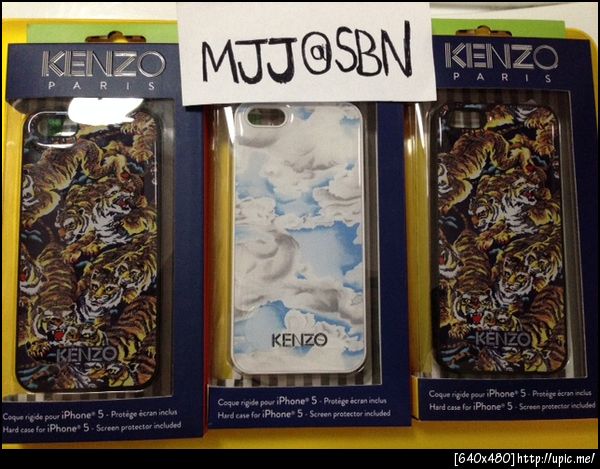 MJJ@SBN
KENZO
PARIS
KENZO
Coque rigide pour iPhone® 5 - Protège écran inclus
Hard case for iPhone® 5 - Screen protector included
KENZO
Coque rigide pour iPhone® 5 - Protège écran inclus
Hard case for iPhone® 5 - Screen protector included
KENZO
PARIS
KENZO
Coque rigide pour iPhone® 5 - Protège écran inclus
Hard case for iPhone® 5 - Screen protector included
[640x480]http://upic.me/